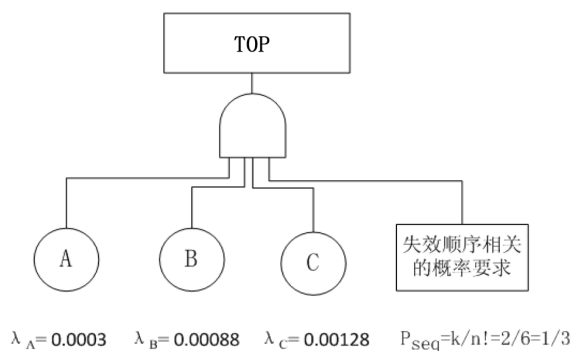 TOP
A
B
C
失效顺序相关
的概率要求
λA=0.0003 λB=0.00088 λC=0.00128 Pseq=k/n!=2/6=1/3